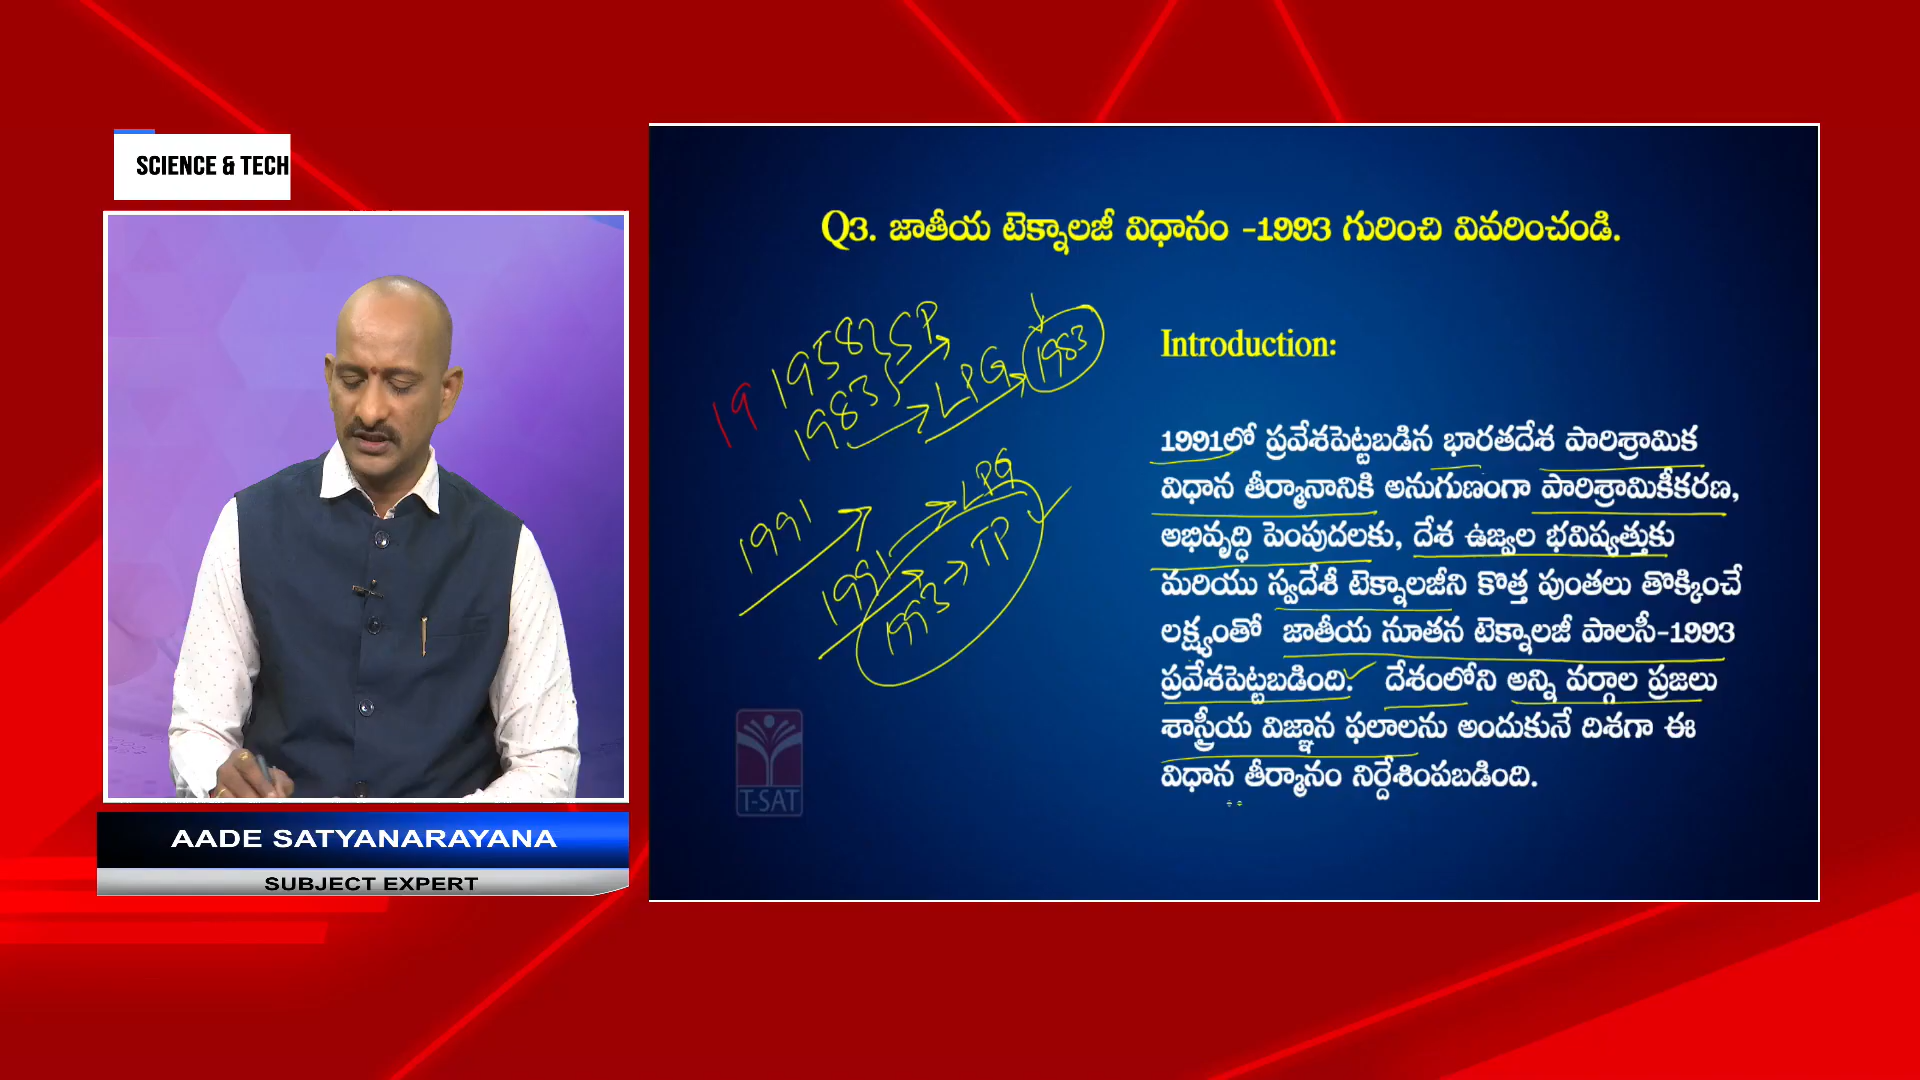 SCIENCE & TECH
Q3. జాతీయ టెక్నాలజీ విధానం -1993 గురించి వివరించండి.
1958 } SP
1983
LPG
1983
19
Introduction:
1991లో ప్రవేశపెట్టబడిన భారతదేశ పారిశ్రామిక
విధాన తీర్మానానికి అనుగుణంగా పారిశ్రామికీకరణ,
అభివృద్ధి పెంపుదలకు, దేశ ఉజ్వల భవిష్యత్తుకు
మరియు స్వదేశీ టెక్నాలజీని కొత్త పుంతలు తొక్కించే
లక్ష్యంతో జాతీయ నూతన టెక్నాలజీ పాలసీ-1993
ప్రవేశపెట్టబడింది. దేశంలోని అన్ని వర్గాల ప్రజలు
శాస్త్రీయ విజ్ఞాన ఫలాలను అందుకునే దిశగా ఈ
విధాన తీర్మానం నిర్దేశింపబడింది.
1991
1991 → LPG
1993 → TP
T-SAT
AADE SATYANARAYANA
SUBJECT EXPERT